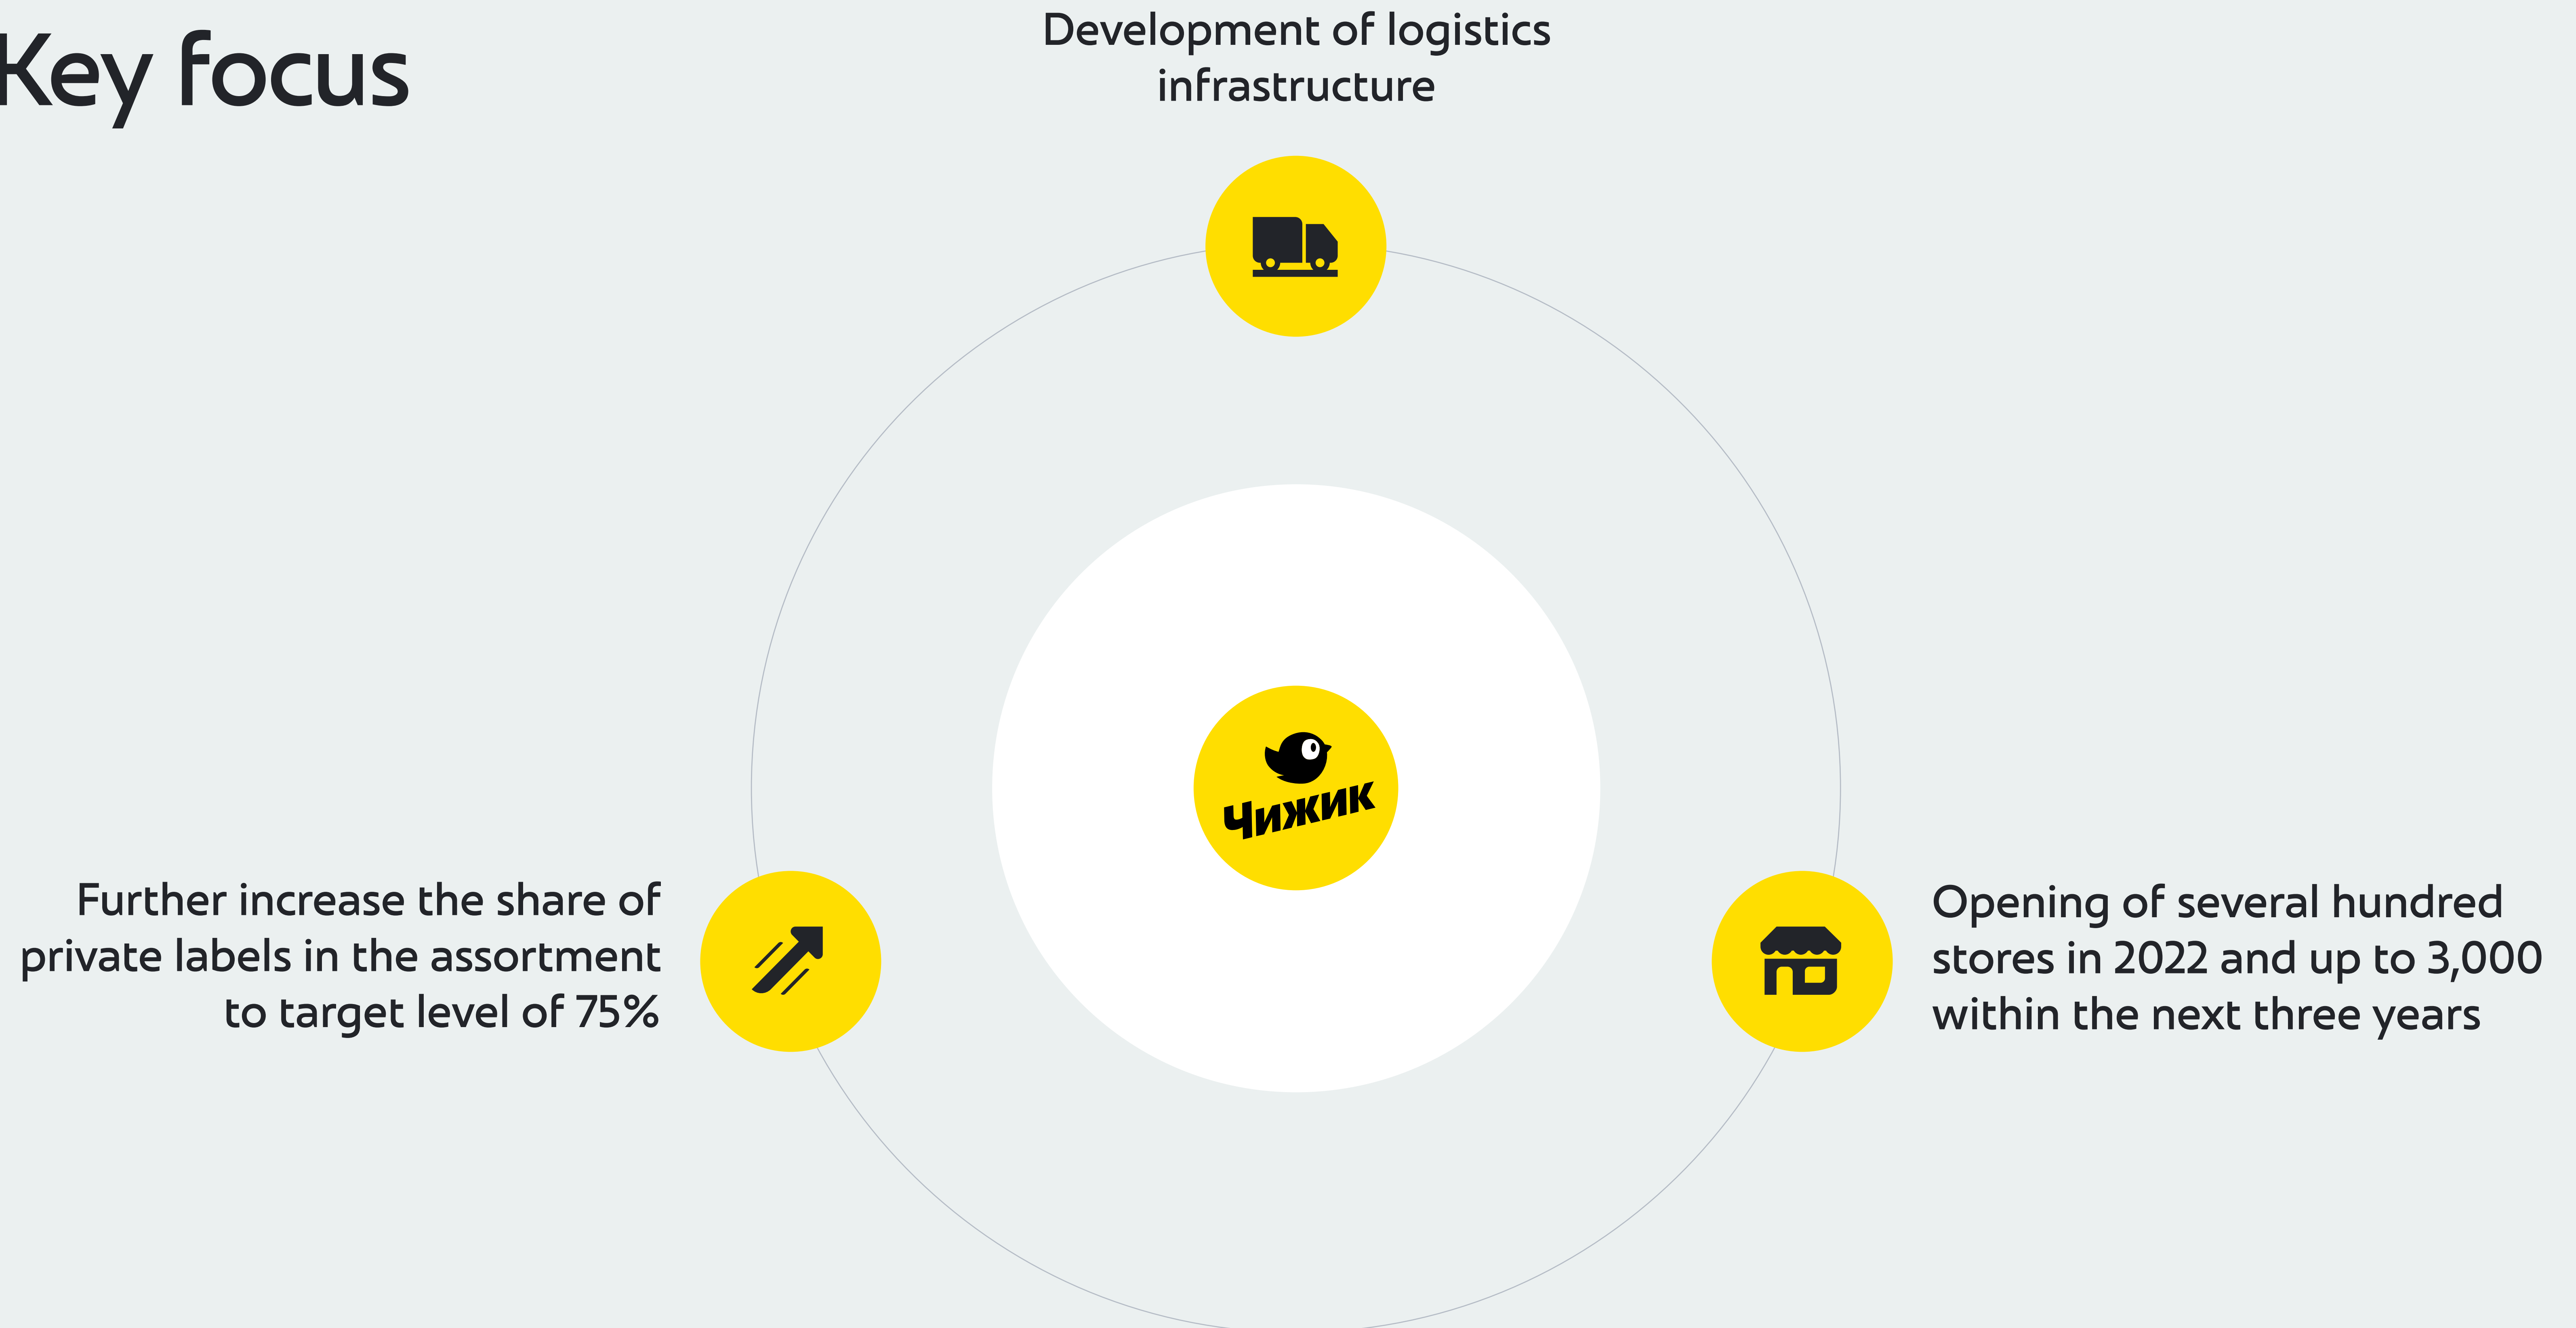 Key focus
Development of logistics
infrastructure
Чижик
Further increase the share of
private labels in the assortment
to target level of 75%
Opening of several hundred
stores in 2022 and up to 3,000
within the next three years